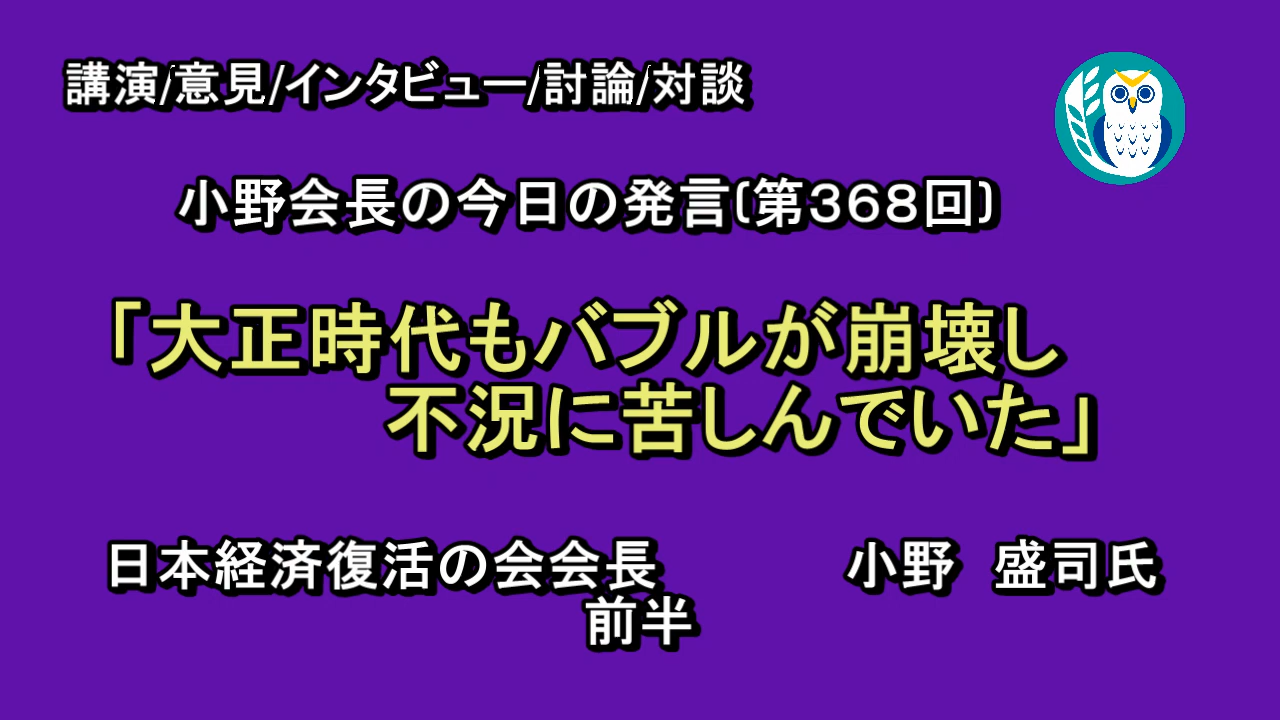 講演/意見/インタビュー/討論/対談
小野会長の今日の発言(第368回)
「大正時代もバブルが崩壊し
不況に苦しんでいた」
日本経済復活の会会長　小野　盛司氏
前半